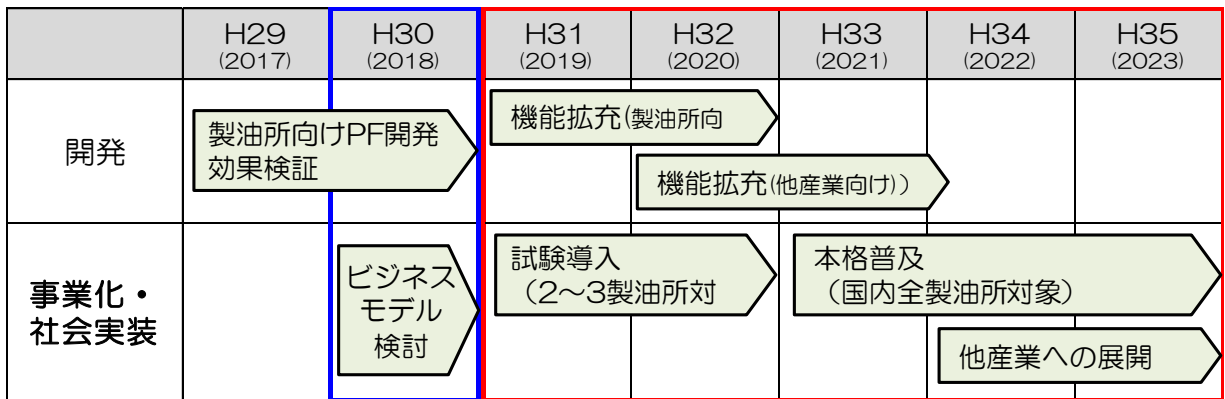 H29 H30 H31 H32 H33 H34 H35
(2017) (2018) (2019) (2020) (2021) (2022) (2023)
開発
製油所向けPF開発
効果検証
機能拡充(製油所向
機能拡充(他産業向け))
事業化・
社会実装
ビジネス
モデル
検討
試験導入
(2~3製油所対
本格普及
(国内全製油所対象)
他産業への展開